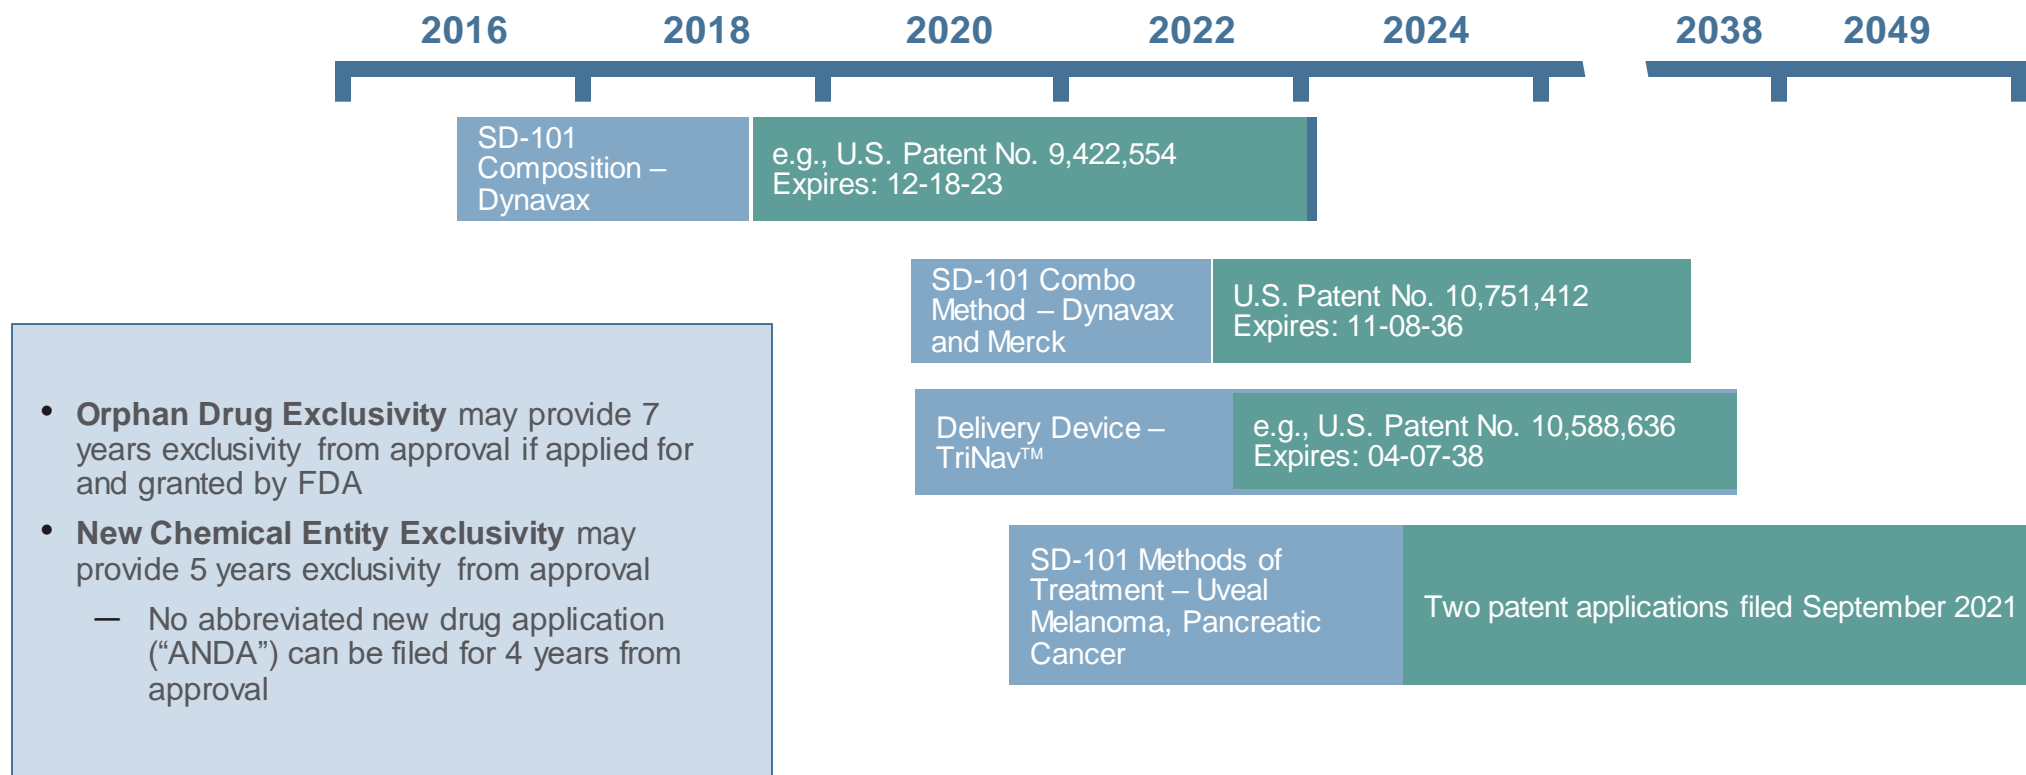 2016 2018 2020 2022 2024 2038 2049
SD-101
Composition –
Dynavax
e.g., U.S. Patent No. 9,422,554
Expires: 12-18-23
SD-101 Combo
Method – Dynavax
and Merck
U.S. Patent No. 10,751,412
Expires: 11-08-36
Delivery Device –
TriNav™
e.g., U.S. Patent No. 10,588,636
Expires: 04-07-38
SD-101 Methods of
Treatment – Uveal
Melanoma, Pancreatic
Cancer
Two patent applications filed September 2021
• Orphan Drug Exclusivity may provide 7
years exclusivity from approval if applied for
and granted by FDA
• New Chemical Entity Exclusivity may
provide 5 years exclusivity from approval
— No abbreviated new drug application
(“ANDA”) can be filed for 4 years from
approval